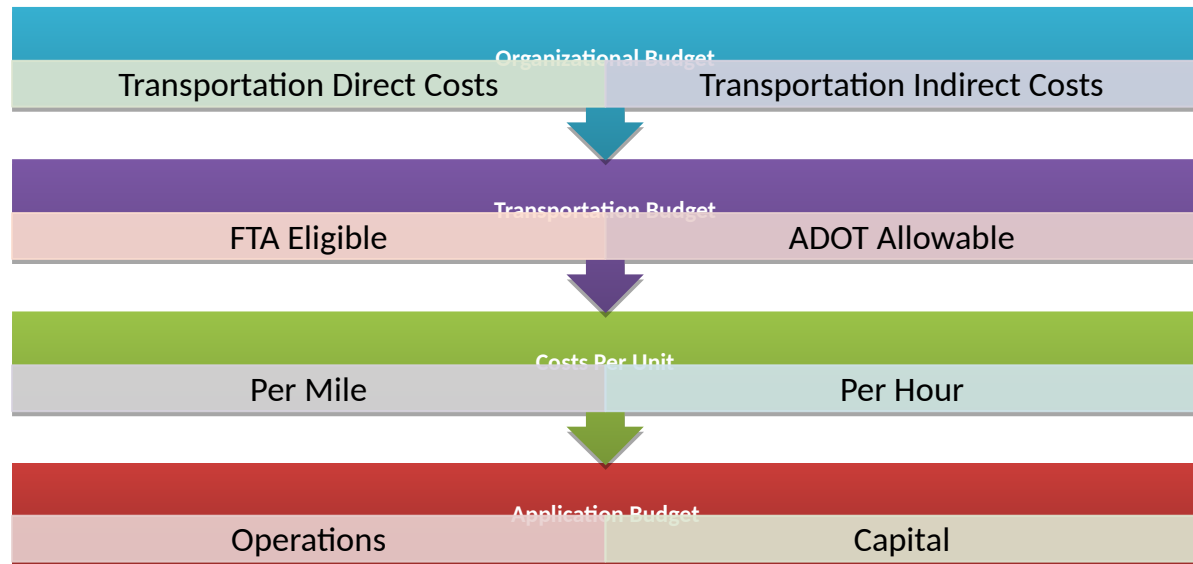 Organizational Budget
Transportation Direct Costs
Transportation Indirect Costs
Transportation Budget
FTA Eligible
ADOT Allowable
Costs Per Unit
Per Mile
Per Hour
Application Budget
Operations
Capital